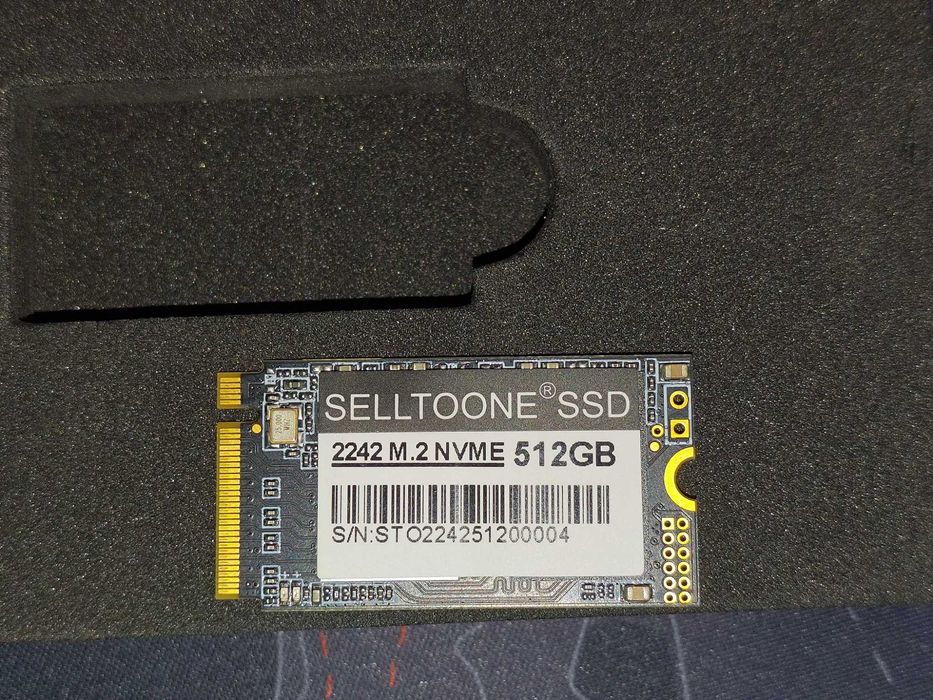 SELLTOONE® SSD
2242 M.2 NVME 512GB
S/N:STO224251200004